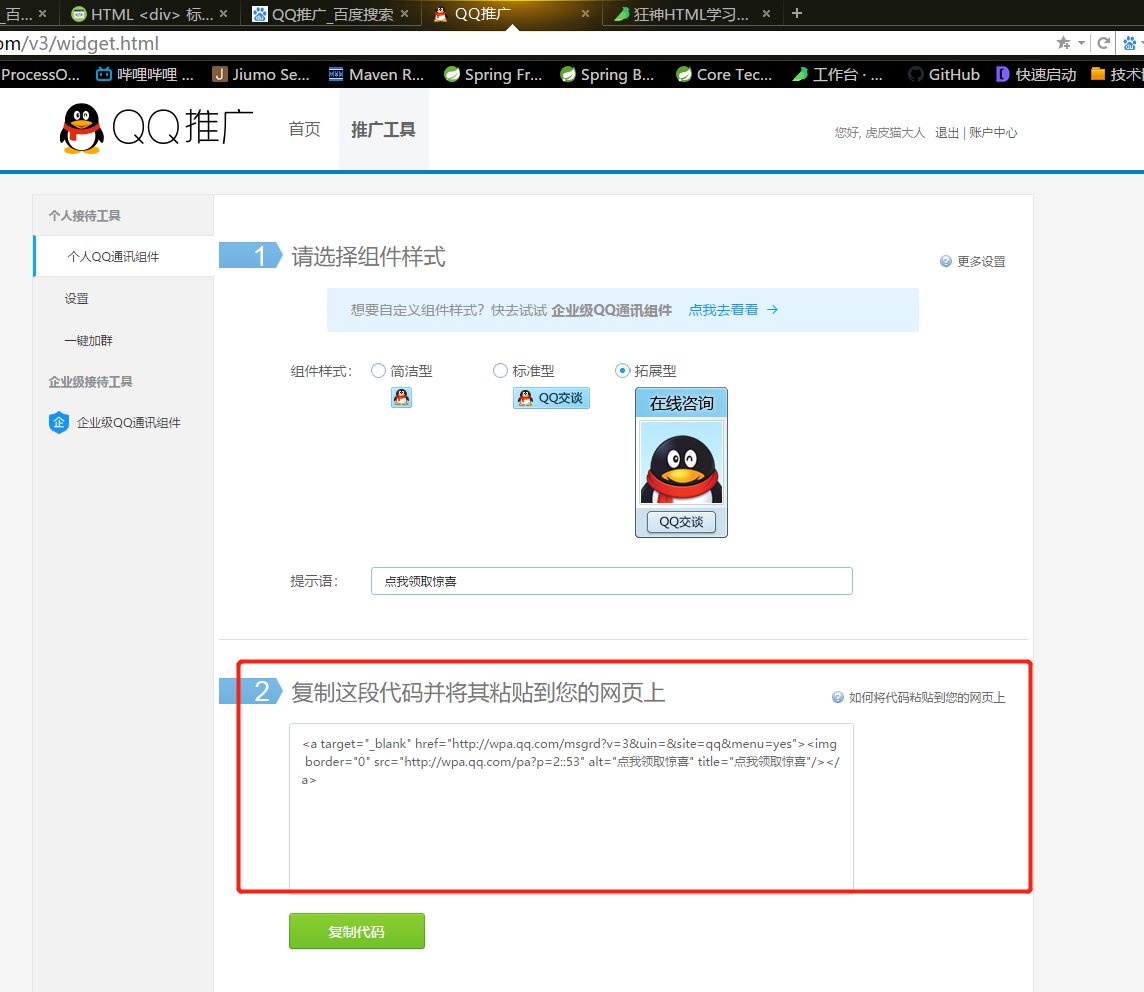 _百...
HTML <div> 标...
QQ推广_百度搜索
QQ推广
狂神HTML学习...
om/v3/widget.html
ProcessO...
哔哩哔哩 ...
Jiumo Se...
Maven R...
Spring Fr...
Spring B...
Core Tec...
工作台 · ...
GitHub
快速启动
技术
QQ推广
首页
推广工具
您好, 虎皮猫大人 退出 | 账户中心
个人接待工具
个人QQ通讯组件
设置
一键加群
企业级接待工具
企 企业级QQ通讯组件
1 请选择组件样式
更多设置
想要自定义组件样式？快去试试 企业级QQ通讯组件 点我去看看 →
组件样式：
简洁型
标准型
拓展型
QQ交谈
在线咨询
QQ交谈
提示语：
点我领取惊喜
2 复制这段代码并将其粘贴到您的网页上
如何将代码粘贴到您的网页上
<a target="_blank" href="http://wpa.qq.com/msgrd?v=3&uin=&site=qq&menu=yes"><img
border="0" src="http://wpa.qq.com/pa?p=2::53" alt="点我领取惊喜" title="点我领取惊喜"/></
a>
复制代码